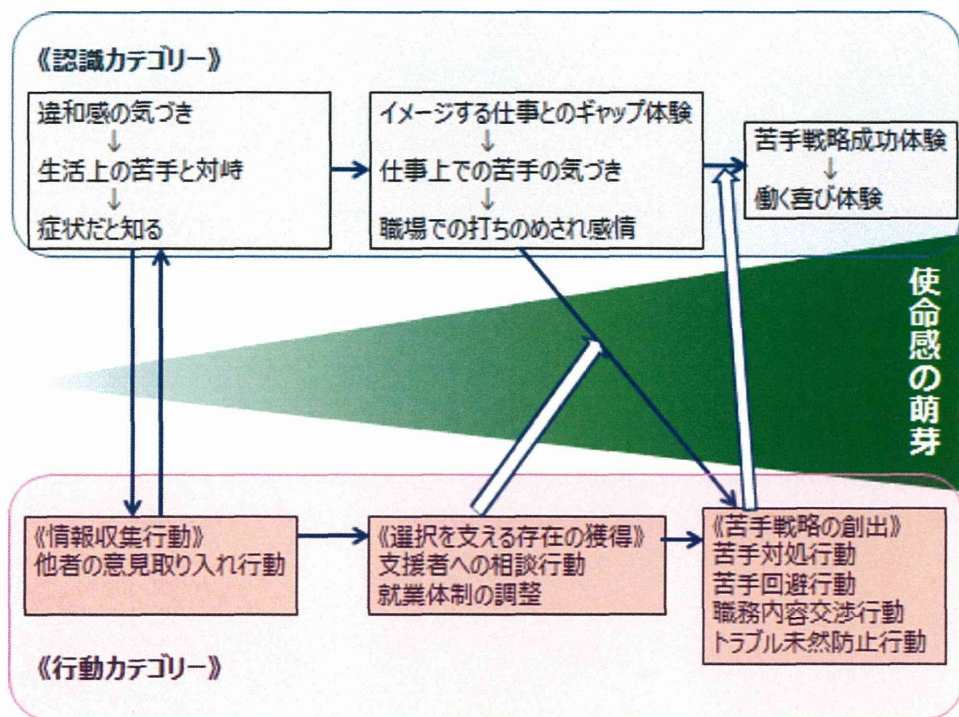 《認識カテゴリー》
違和感の気づき
↓
生活上の苦手と対峙
↓
症状だと知る
イメージする仕事とのギャップ体験
↓
仕事上での苦手の気づき
↓
職場での打ちのめされ感情
苦手戦略成功体験
↓
働く喜び体験
使命感の萌芽
《情報収集行動》
他者の意見取り入れ行動
《選択を支える存在の獲得》
支援者への相談行動
就業体制の調整
《苦手戦略の創出》
苦手対処行動
苦手回避行動
職務内容交渉行動
トラブル未然防止行動
《行動カテゴリー》